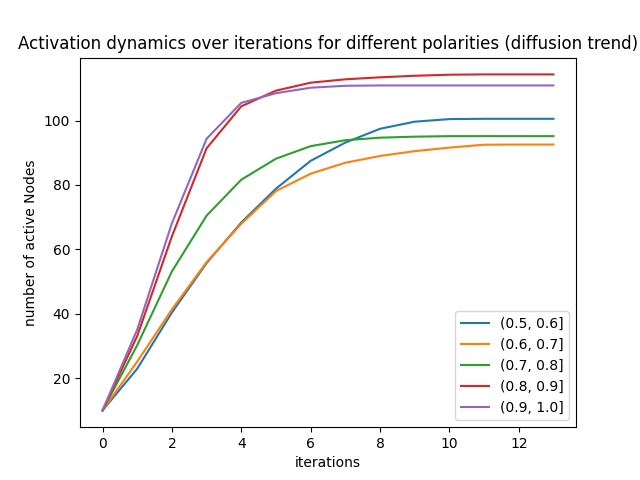 Activation dynamics over iterations for different polarities (diffusion trend)
number of active Nodes
100
80
60
40
20
0 2 4 6 8 10 12
iterations
(0.5, 0.6]
(0.6, 0.7]
(0.7, 0.8]
(0.8, 0.9]
(0.9, 1.0]